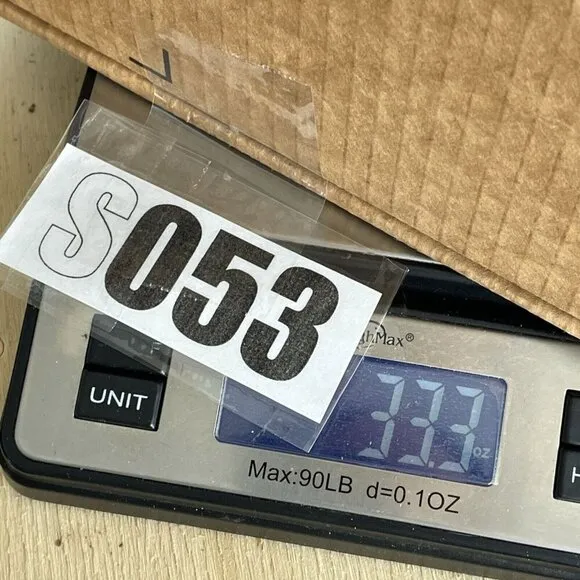 S053
UNIT
33.3 oz
Max:90LB d=0.1OZ
H